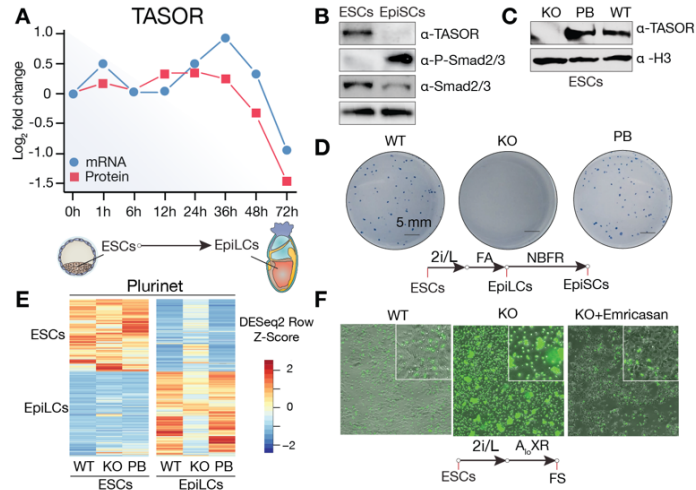 A
TASOR
Log2 fold change
1.0
0.5
0
-0.5
-1.0
-1.5
mRNA
Protein
0h 1h 6h 12h 24h 36h 48h 72h
ESCs
EpiLCs
B
ESCs EpiSCs
α-TASOR
α-P-Smad2/3
α-Smad2/3
C
KO PB WT
α-TASOR
α -H3
ESCs
D
WT KO PB
5 mm
2i/L FA NBFR
ESCs EpiLCs EpiSCs
E
Plurinet
ESCs
EpiLCs
DESeq2 Row
Z-Score
2
1
0
-1
-2
WT KO PB WT KO PB
ESCs EpiLCs
F
WT KO KO+Emricasan
2i/L AloXR
ESCs FS